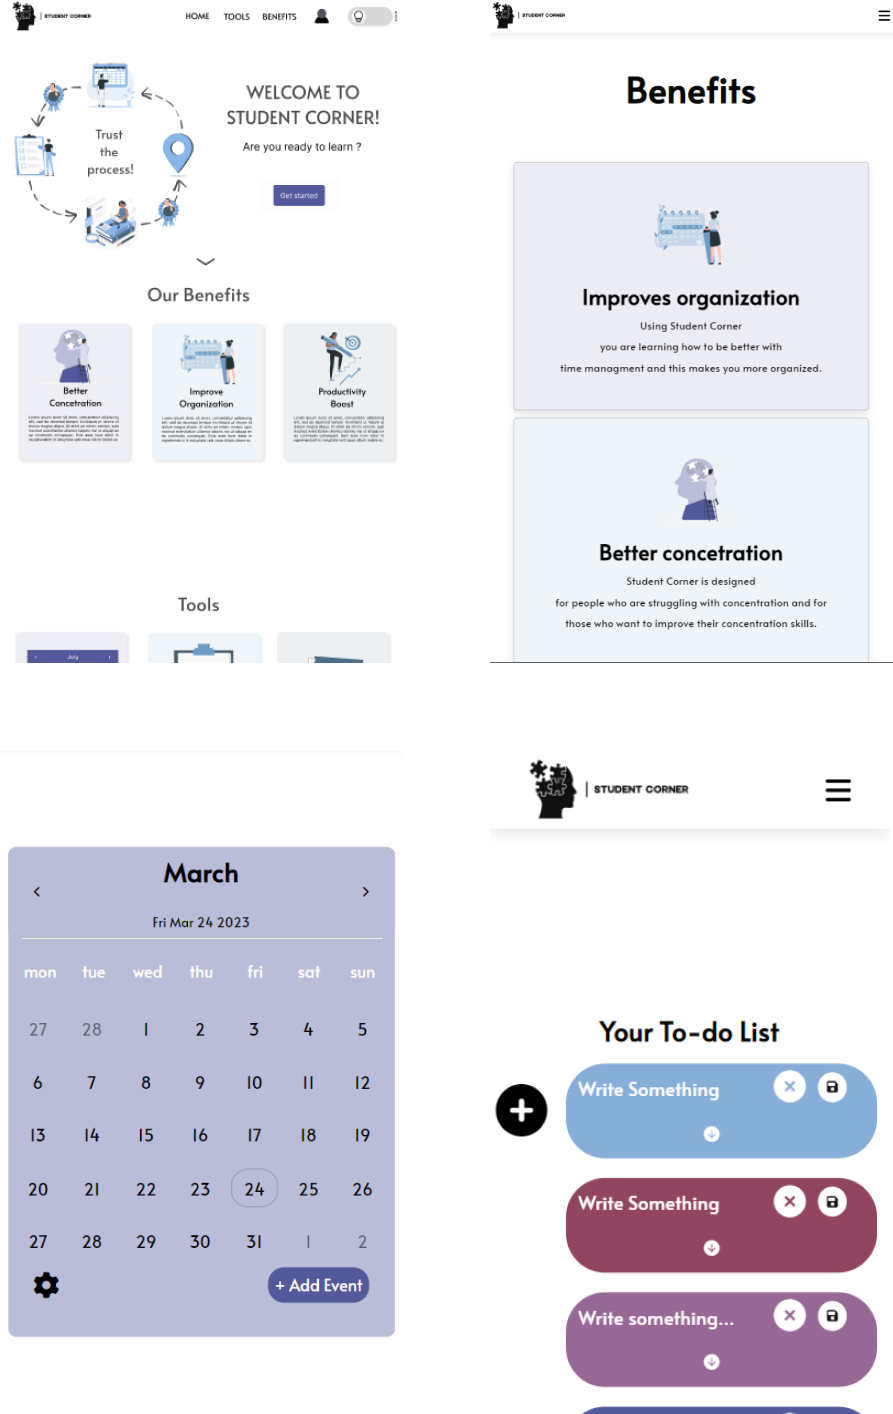 STUDENT CORNER
HOME TOOLS BENEFITS
Trust
the
process!
WELCOME TO
STUDENT CORNER!
Are you ready to learn ?
Get started
Our Benefits
Better
Concetration
Improve
Organization
Productivity
Boost
Tools
July
STUDENT CORNER
Benefits
Improves organization
Using Student Corner
you are learning how to be better with
time managment and this makes you more organized.
Better concetration
Student Corner is designed
for people who are struggling with concentration and for
those who want to improve their concentration skills.
March
Fri Mar 24 2023
mon tue wed thu fri sat sun
27 28 1 2 3 4 5
6 7 8 9 10 11 12
13 14 15 16 17 18 19
20 21 22 23 24 25 26
27 28 29 30 31 1 2
+ Add Event
STUDENT CORNER
Your To-do List
Write Something
Write Something
Write something...